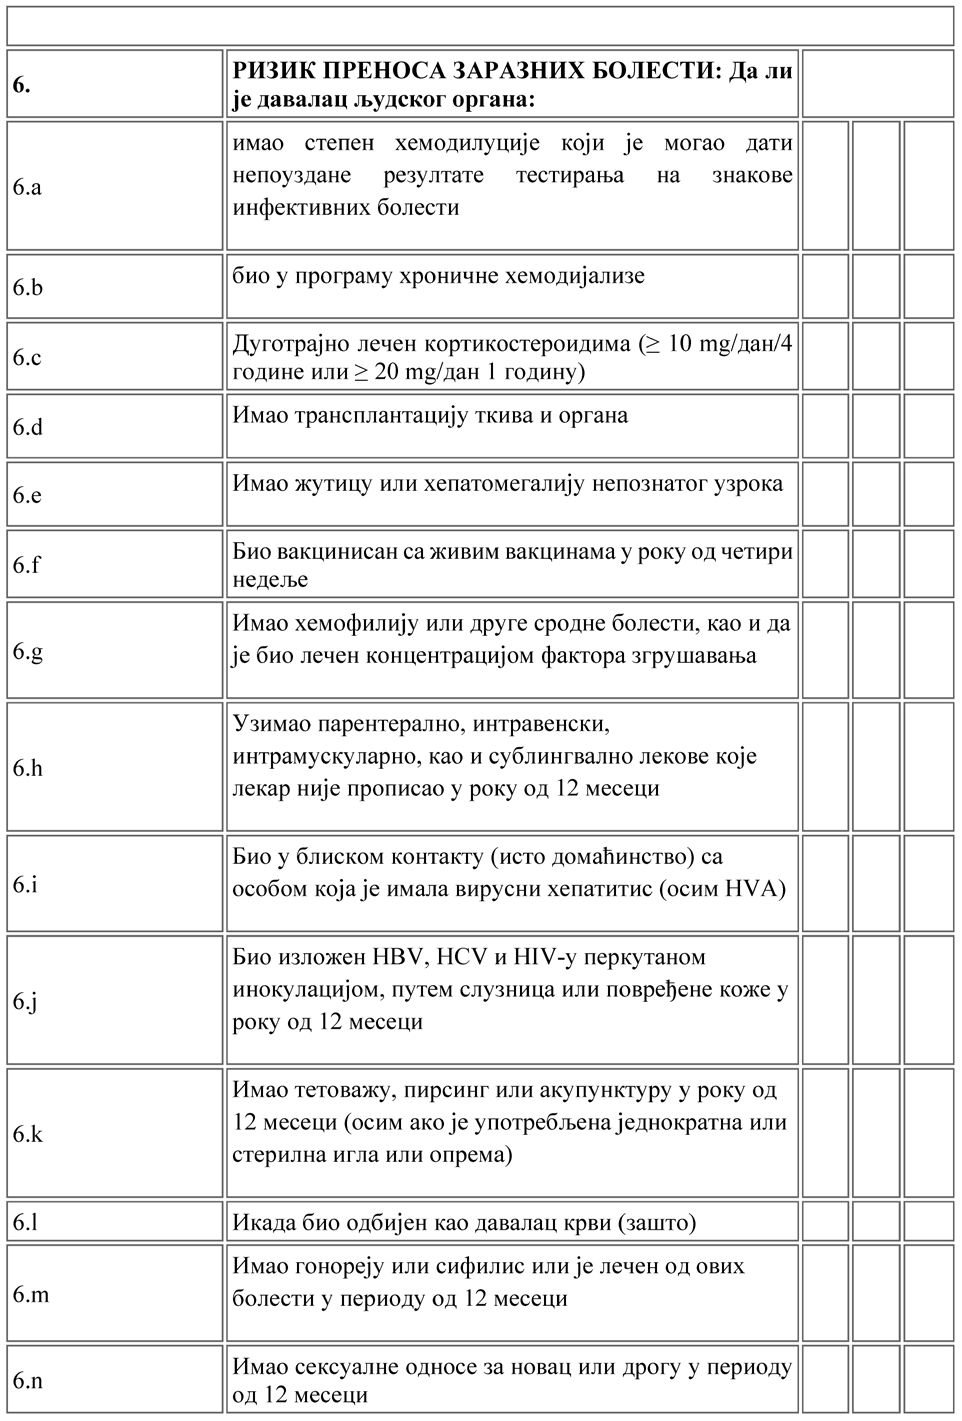 6.
РИЗИК ПРЕНОСА ЗАРАЗНИХ БОЛЕСТИ: Да ли
је давалац људског органа:
6.a
имао степен хемодилуције који је могао дати
непоуздане резултате тестирања на знакове
инфективних болести
6.b
био у програму хроничне хемодијализе
6.c
Дуготрајно лечен кортикостероидима (≥ 10 mg/дан/4
године или ≥ 20 mg/дан 1 годину)
6.d
Имао трансплантацију ткива и органа
6.e
Имао жутицу или хепатомегалију непознатог узрока
6.f
Био вакцинисан са живим вакцинама у року од четири
недеље
6.g
Имао хемофилију или друге сродне болести, као и да
је био лечен концентрацијом фактора згрушавања
6.h
Узимао парентерално, интравенски,
интрамускуларно, као и сублингвално лекове које
лекар није прописао у року од 12 месеци
6.i
Био у блиском контакту (исто домаћинство) са
особом која је имала вирусни хепатитис (осим HVA)
6.j
Био изложен HBV, HCV и HIV-у перкутаном
инокулацијом, путем слузница или повређене коже у
року од 12 месеци
6.k
Имао тетоважу, пирсинг или акупунктуру у року од
12 месеци (осим ако је употребљена једнократна или
стерилна игла или опрема)
6.l
Икада био одбијен као давалац крви (зашто)
6.m
Имао гонореју или сифилис или је лечен од ових
болести у периоду од 12 месеци
6.n
Имао сексуалне односе за новац или дрогу у периоду
од 12 месеци